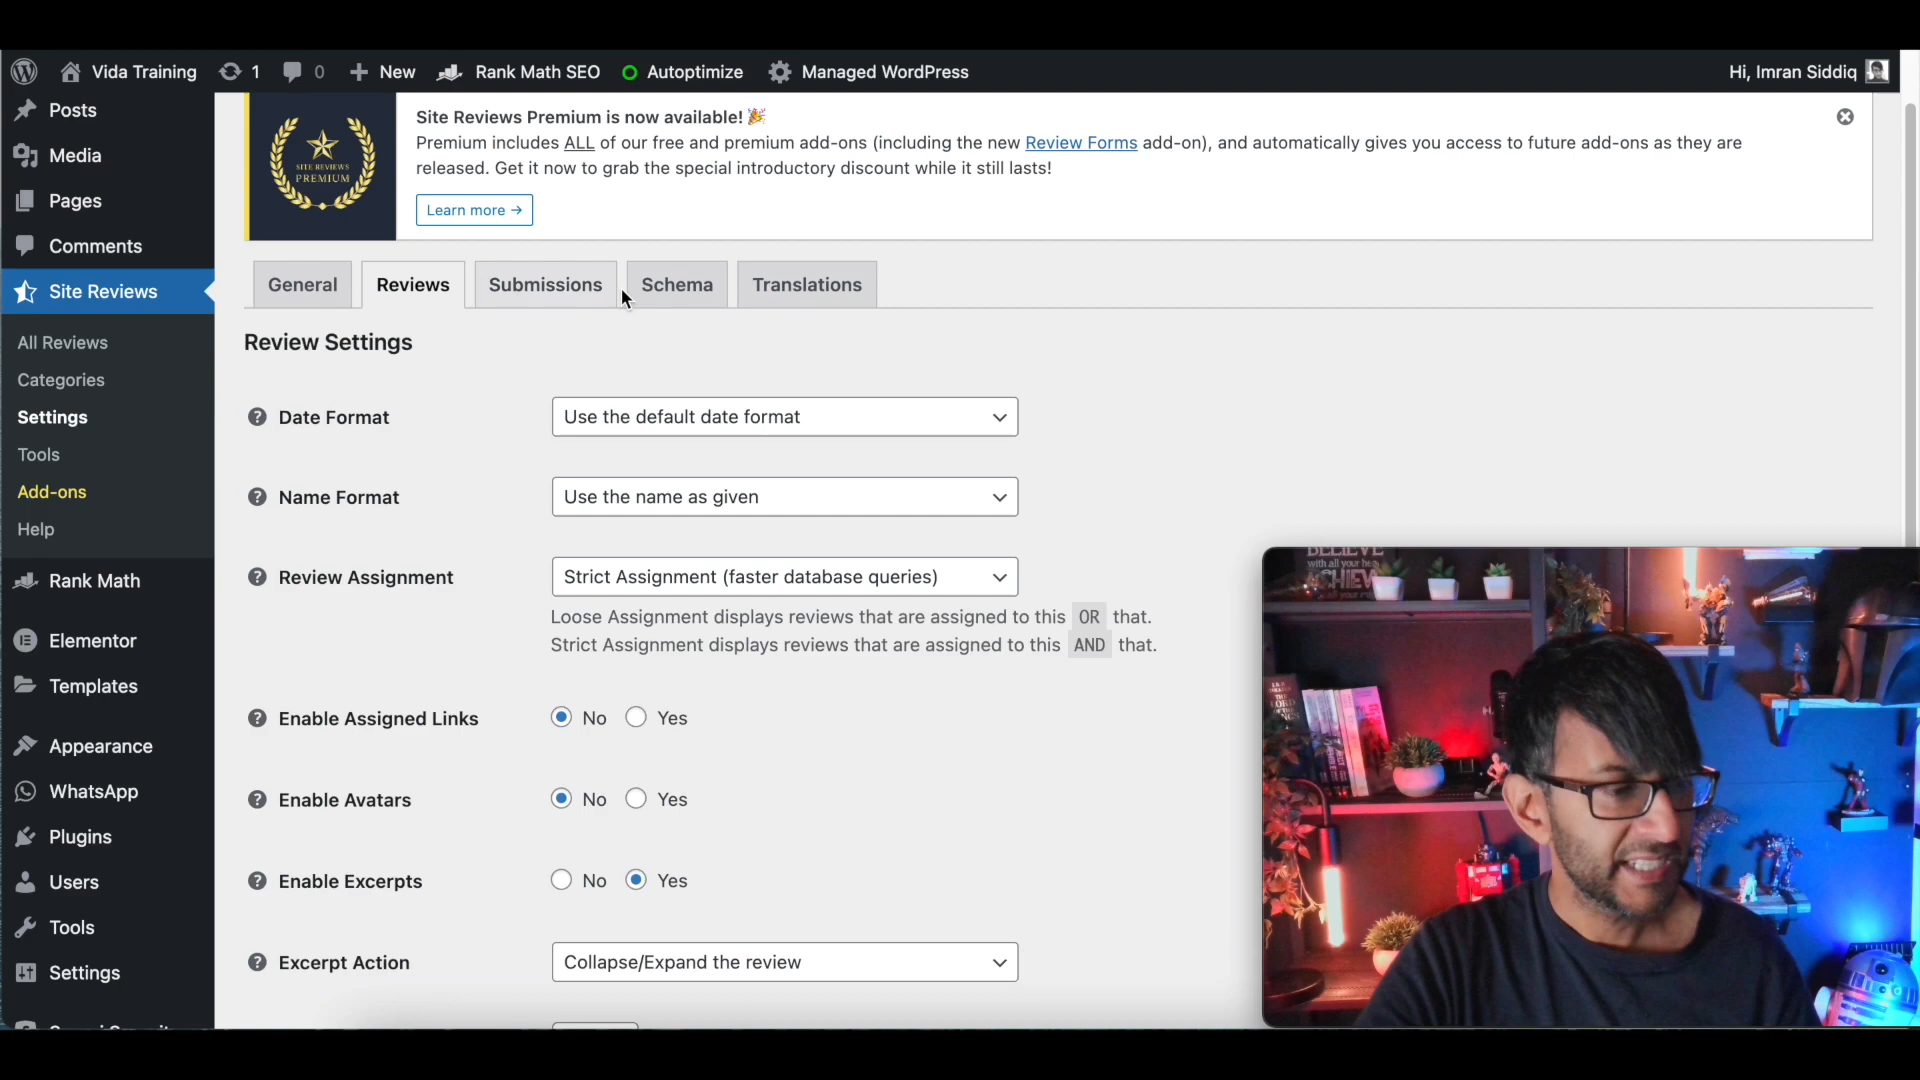 Vida Training 1 0 New Rank Math SEO Autoptimize Managed WordPress Hi, Imran Siddiq
Posts
Media
Pages
Comments
Site Reviews
All Reviews
Categories
Settings
Tools
Add-ons
Help
Rank Math
Elementor
Templates
Appearance
WhatsApp
Plugins
Users
Tools
Settings
SITE REVIEWS
PREMIUM
Site Reviews Premium is now available! 🎉
Premium includes ALL of our free and premium add-ons (including the new Review Forms add-on), and automatically gives you access to future add-ons as they are
released. Get it now to grab the special introductory discount while it still lasts!
Learn more →
General Reviews Submissions Schema Translations
Review Settings
Date Format Use the default date format
Name Format Use the name as given
Review Assignment Strict Assignment (faster database queries)
Loose Assignment displays reviews that are assigned to this OR that.
Strict Assignment displays reviews that are assigned to this AND that.
Enable Assigned Links No Yes
Enable Avatars No Yes
Enable Excerpts No Yes
Excerpt Action Collapse/Expand the review
BELIEVE
with all your